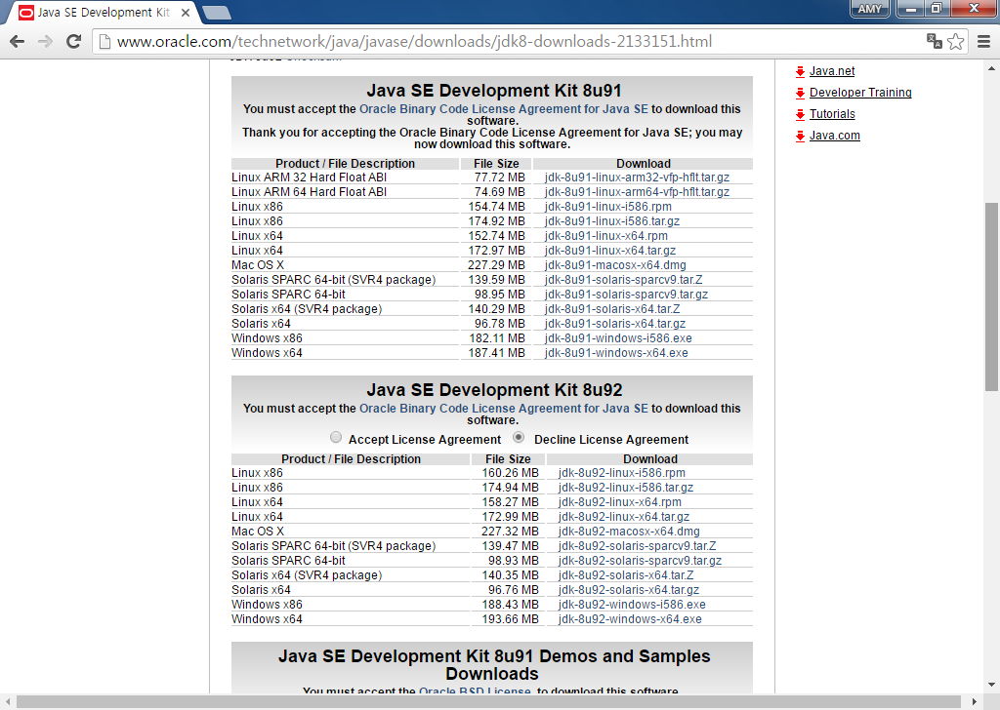 Java SE Development Kit
AMY
www.oracle.com/technetwork/java/javase/downloads/jdk8-downloads-2133151.html
Java.net
Developer Training
Tutorials
Java.com
Java SE Development Kit 8u91
You must accept the Oracle Binary Code License Agreement for Java SE to download this
software.
Thank you for accepting the Oracle Binary Code License Agreement for Java SE; you may
now download this software.
Product / File Description File Size Download
Linux ARM 32 Hard Float ABI 77.72 MB jdk-8u91-linux-arm32-vfp-hflt.tar.gz
Linux ARM 64 Hard Float ABI 74.69 MB jdk-8u91-linux-arm64-vfp-hflt.tar.gz
Linux x86 154.74 MB jdk-8u91-linux-i586.rpm
Linux x86 174.92 MB jdk-8u91-linux-i586.tar.gz
Linux x64 152.74 MB jdk-8u91-linux-x64.rpm
Linux x64 172.97 MB jdk-8u91-linux-x64.tar.gz
Mac OS X 227.29 MB jdk-8u91-macosx-x64.dmg
Solaris SPARC 64-bit (SVR4 package) 139.59 MB jdk-8u91-solaris-sparcv9.tar.Z
Solaris SPARC 64-bit 98.95 MB jdk-8u91-solaris-sparcv9.tar.gz
Solaris x64 (SVR4 package) 140.29 MB jdk-8u91-solaris-x64.tar.Z
Solaris x64 96.78 MB jdk-8u91-solaris-x64.tar.gz
Windows x86 182.11 MB jdk-8u91-windows-i586.exe
Windows x64 187.41 MB jdk-8u91-windows-x64.exe
Java SE Development Kit 8u92
You must accept the Oracle Binary Code License Agreement for Java SE to download this
software.
Accept License Agreement Decline License Agreement
Product / File Description File Size Download
Linux x86 160.26 MB jdk-8u92-linux-i586.rpm
Linux x86 174.94 MB jdk-8u92-linux-i586.tar.gz
Linux x64 158.27 MB jdk-8u92-linux-x64.rpm
Linux x64 172.99 MB jdk-8u92-linux-x64.tar.gz
Mac OS X 227.32 MB jdk-8u92-macosx-x64.dmg
Solaris SPARC 64-bit (SVR4 package) 139.47 MB jdk-8u92-solaris-sparcv9.tar.Z
Solaris SPARC 64-bit 98.93 MB jdk-8u92-solaris-sparcv9.tar.gz
Solaris x64 (SVR4 package) 140.35 MB jdk-8u92-solaris-x64.tar.Z
Solaris x64 96.76 MB jdk-8u92-solaris-x64.tar.gz
Windows x86 188.43 MB jdk-8u92-windows-i586.exe
Windows x64 193.66 MB jdk-8u92-windows-x64.exe
Java SE Development Kit 8u91 Demos and Samples
Downloads
You must accept the Oracle BSD License. to download this software.